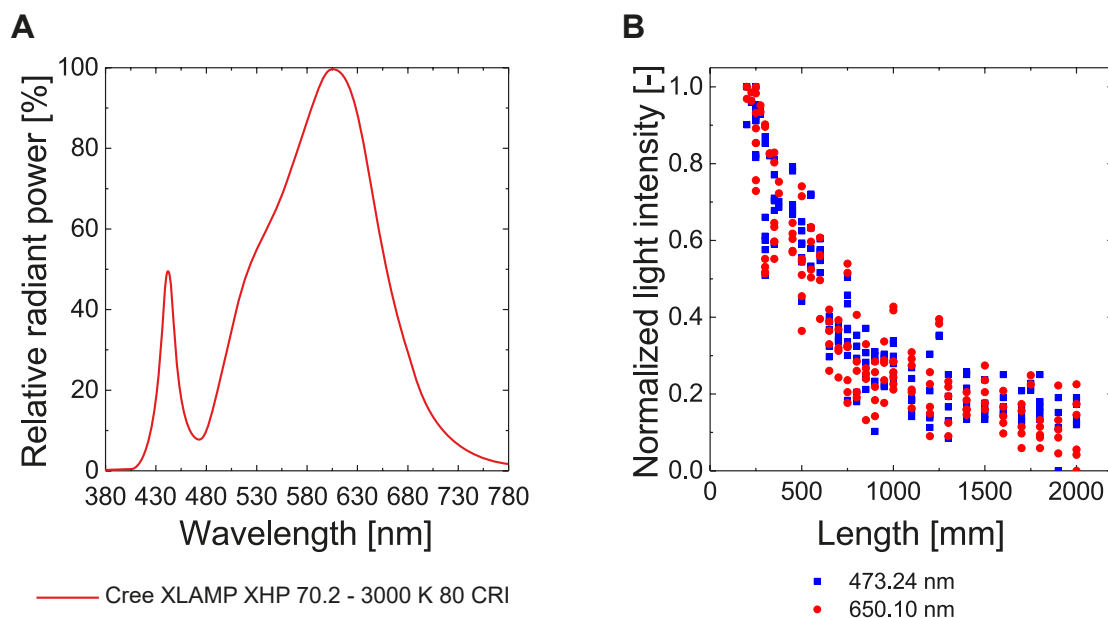 A
Relative radiant power [%]
100
80
60
40
20
0
380 430 480 530 580 630 680 730 780
Wavelength [nm]
Cree XLAMP XHP 70.2 - 3000 K 80 CRI
B
Normalized light intensity [-]
1.0
0.8
0.6
0.4
0.2
0.0
0 500 1000 1500 2000
Length [mm]
473.24 nm
650.10 nm